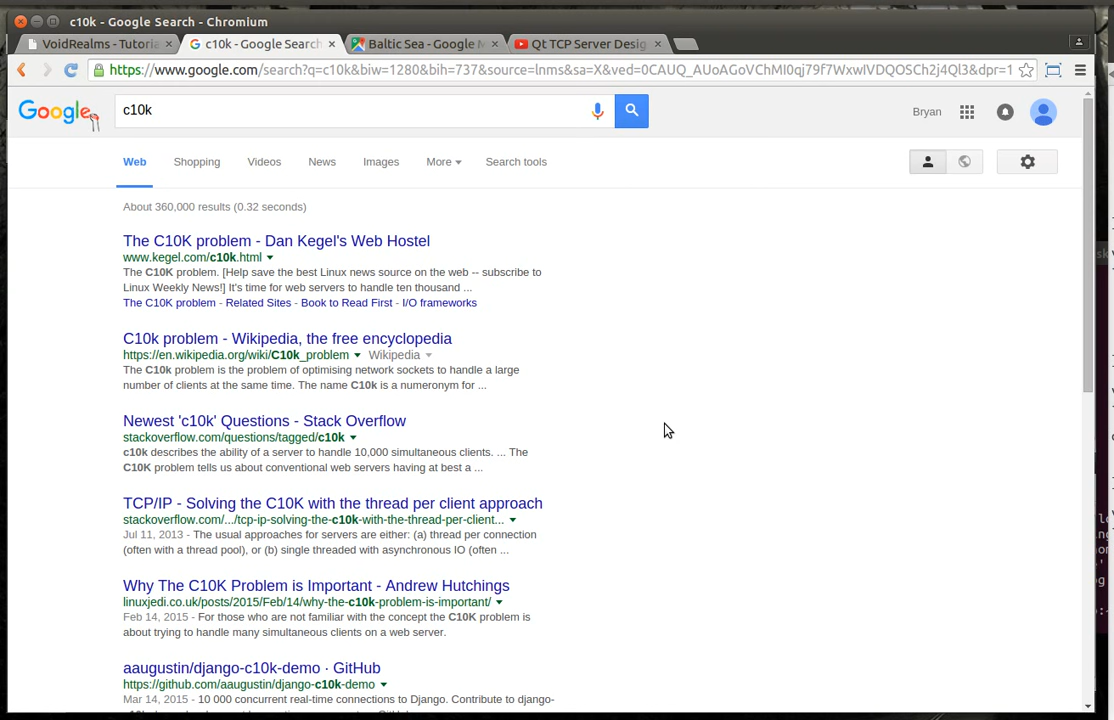 c10k - Google Search - Chromium
VoidRealms - Tutoria
c10k - Google Search
Baltic Sea - Google M
Qt TCP Server Desig
https://www.google.com/search?q=c10k&biw=1280&bih=737&source=lnms&sa=X&ved=0CAUQ_AUoAGoVChMI0qj79f7WxwIVDQOSCh2j4Ql3&dpr=1
Google
c10k
Bryan
Web Shopping Videos News Images More Search tools
About 360,000 results (0.32 seconds)
The C10K problem - Dan Kegel's Web Hostel
www.kegel.com/c10k.html
The C10K problem. [Help save the best Linux news source on the web -- subscribe to
Linux Weekly News!] It's time for web servers to handle ten thousand ...
The C10K problem - Related Sites - Book to Read First - I/O frameworks
C10k problem - Wikipedia, the free encyclopedia
https://en.wikipedia.org/wiki/C10k_problem Wikipedia
The C10k problem is the problem of optimising network sockets to handle a large
number of clients at the same time. The name C10k is a numeronym for ...
Newest 'c10k' Questions - Stack Overflow
stackoverflow.com/questions/tagged/c10k
c10k describes the ability of a server to handle 10,000 simultaneous clients. ... The
C10K problem tells us about conventional web servers having at best a ...
TCP/IP - Solving the C10K with the thread per client approach
stackoverflow.com/.../tcp-ip-solving-the-c10k-with-the-thread-per-client...
Jul 11, 2013 - The usual approaches for servers are either: (a) thread per connection
(often with a thread pool), or (b) single threaded with asynchronous IO (often ...
Why The C10K Problem is Important - Andrew Hutchings
linuxjedi.co.uk/posts/2015/Feb/14/why-the-c10k-problem-is-important/
Feb 14, 2015 - For those who are not familiar with the concept the C10K problem is
about trying to handle many simultaneous clients on a web server.
aaugustin/django-c10k-demo · GitHub
https://github.com/aaugustin/django-c10k-demo
Mar 14, 2015 - 10 000 concurrent real-time connections to Django. Contribute to django-